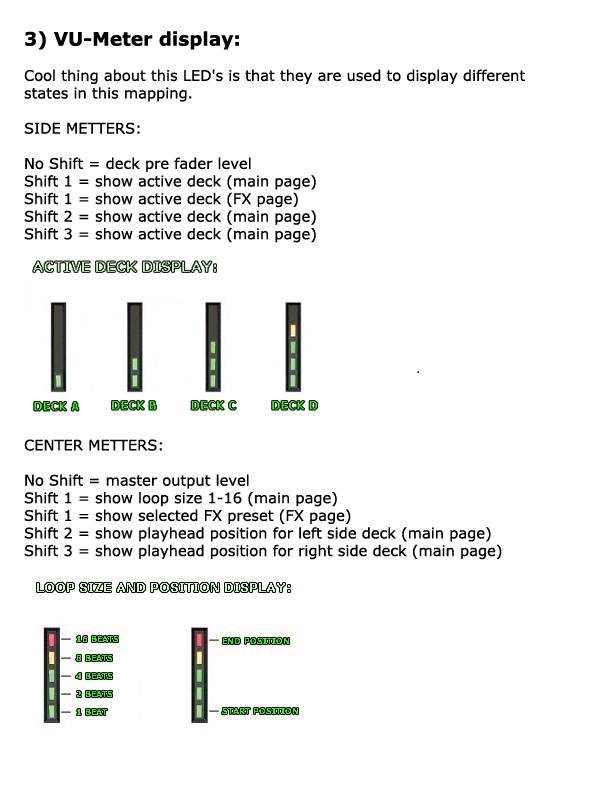 3) VU-Meter display:
Cool thing about this LED's is that they are used to display different
states in this mapping.
SIDE METTERS:
No Shift = deck pre fader level
Shift 1 = show active deck (main page)
Shift 1 = show active deck (FX page)
Shift 2 = show active deck (main page)
Shift 3 = show active deck (main page)
ACTIVE DECK DISPLAY:
DECK A DECK B DECK C DECK D
CENTER METTERS:
No Shift = master output level
Shift 1 = show loop size 1-16 (main page)
Shift 1 = show selected FX preset (FX page)
Shift 2 = show playhead position for left side deck (main page)
Shift 3 = show playhead position for right side deck (main page)
LOOP SIZE AND POSITION DISPLAY:
16 BEATS
8 BEATS
4 BEATS
2 BEATS
1 BEAT
END POSITION
START POSITION